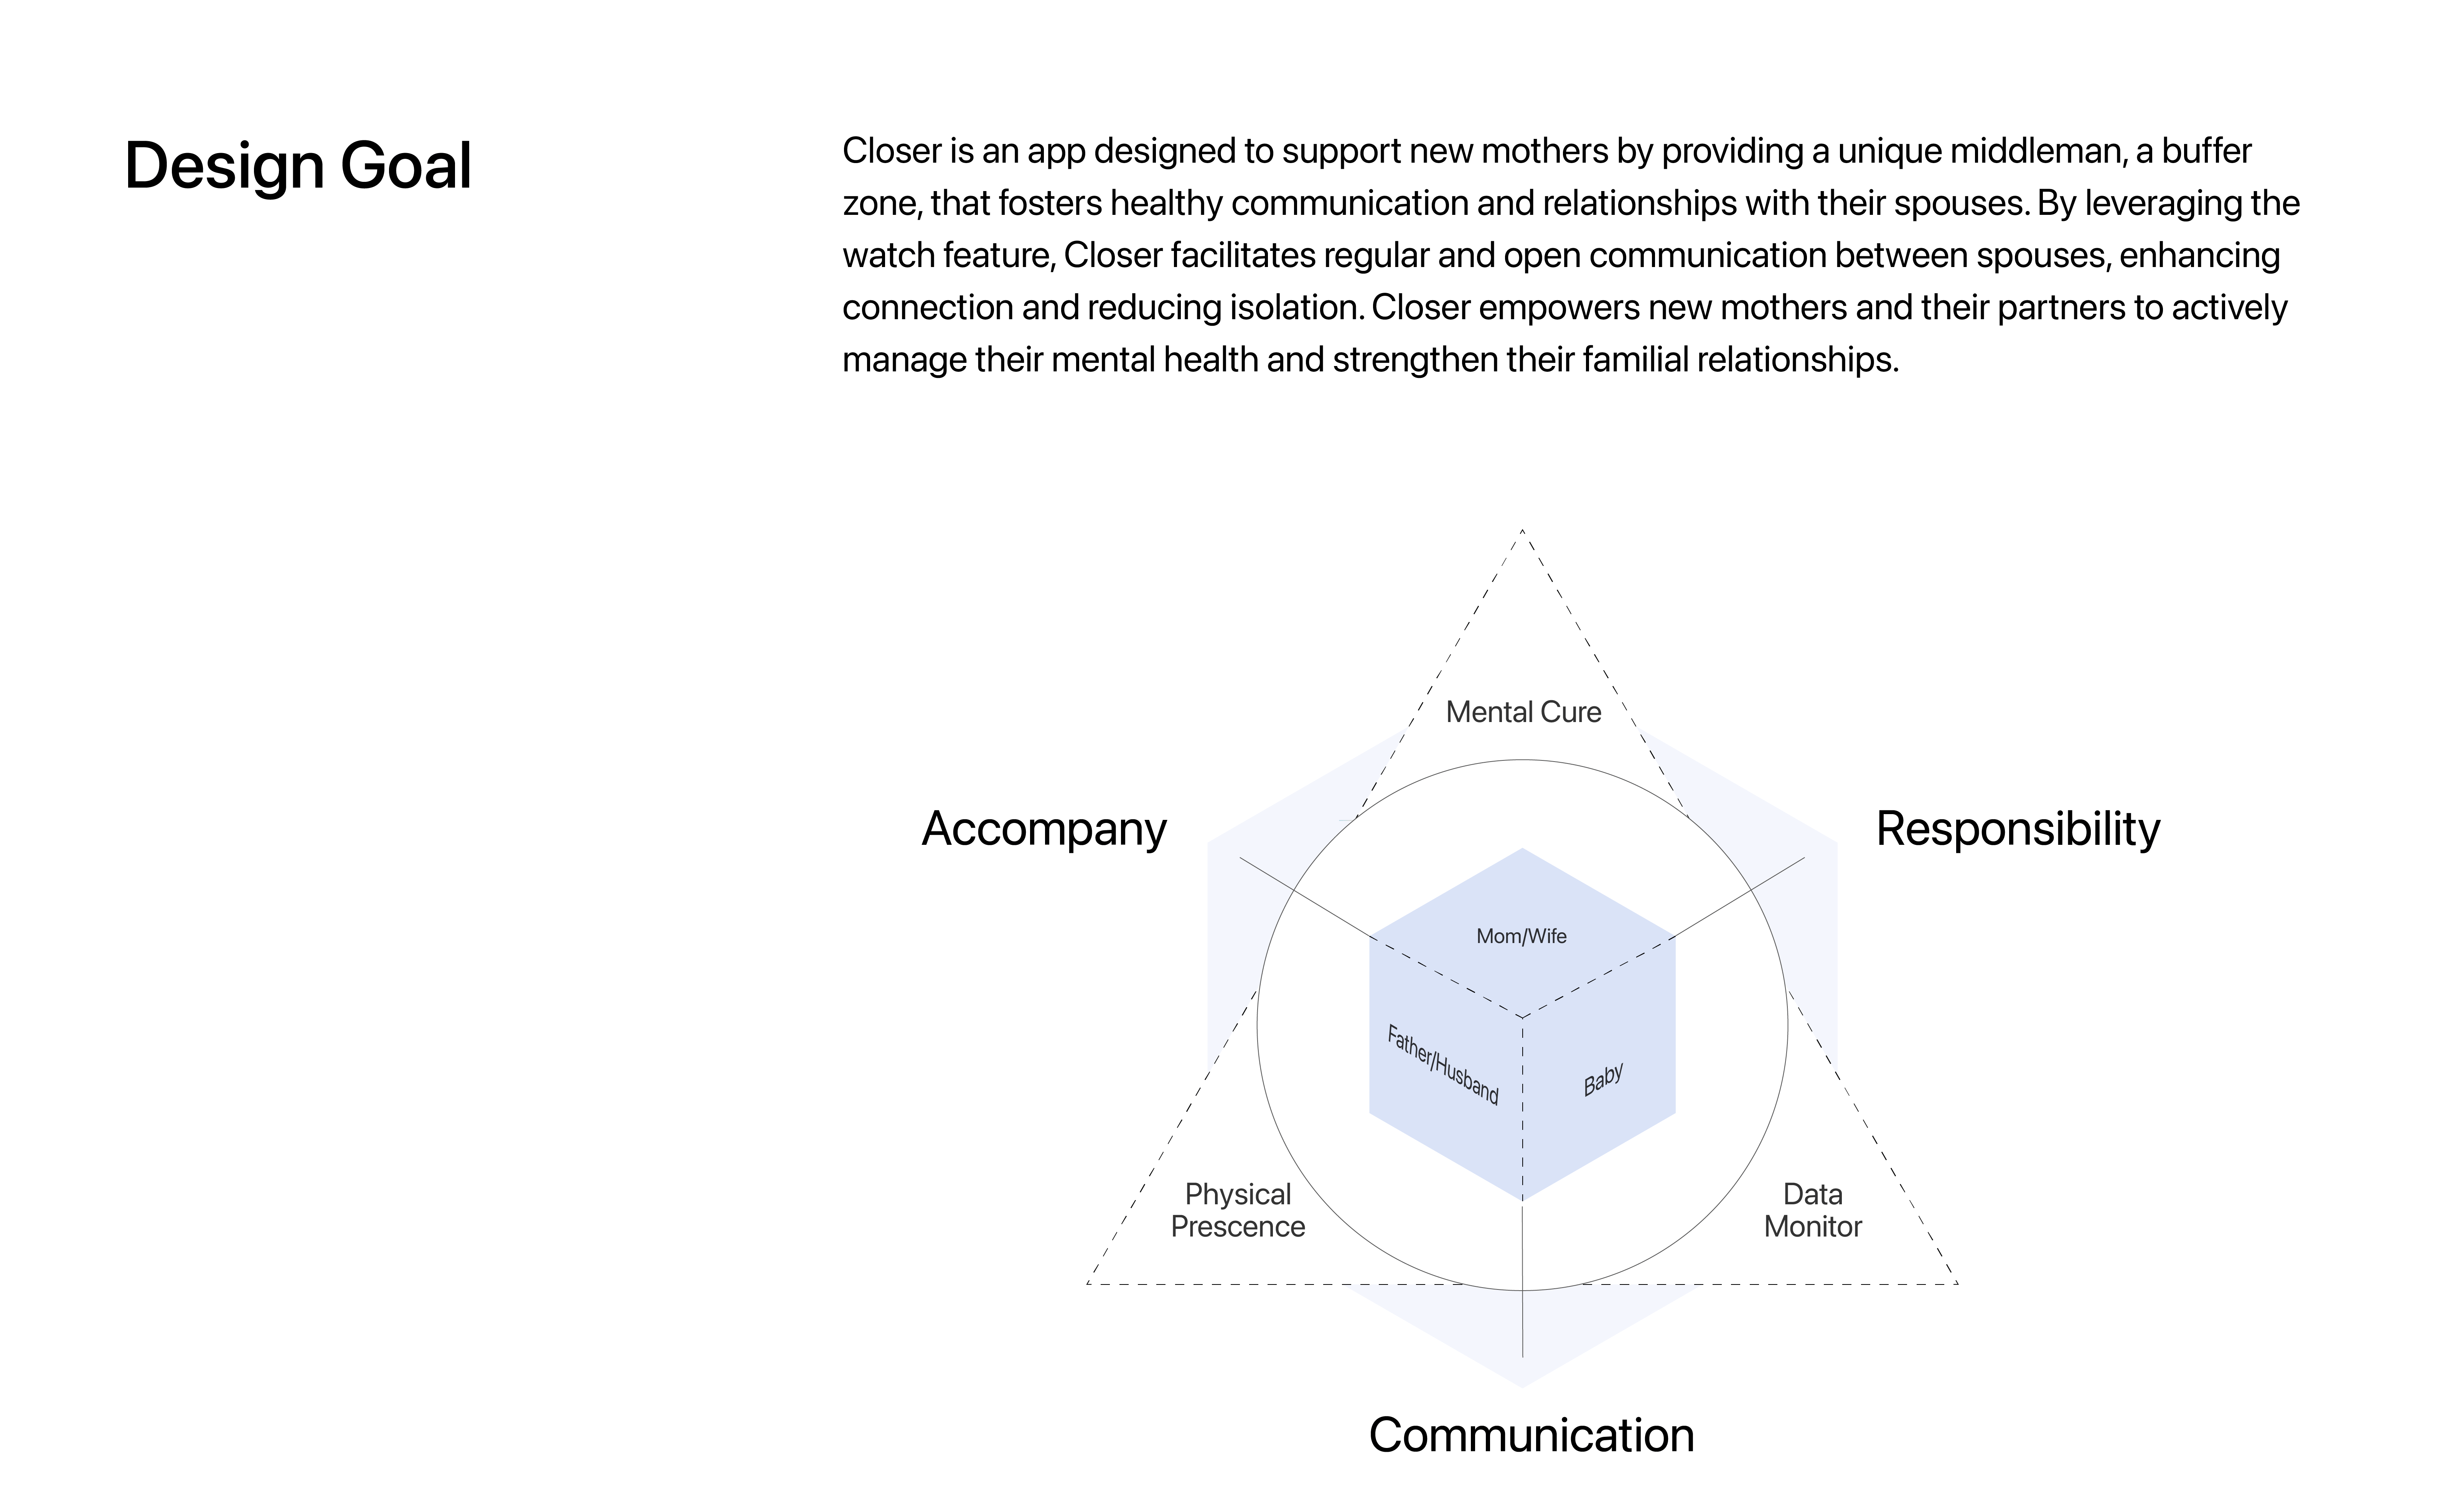 Design Goal
Closer is an app designed to support new mothers by providing a unique middleman, a buffer
zone, that fosters healthy communication and relationships with their spouses. By leveraging the
watch feature, Closer facilitates regular and open communication between spouses, enhancing
connection and reducing isolation. Closer empowers new mothers and their partners to actively
manage their mental health and strengthen their familial relationships.
Mental Cure
Accompany
Responsibility
Mom/Wife
Father/Husband
Baby
Physical
Prescence
Data
Monitor
Communication